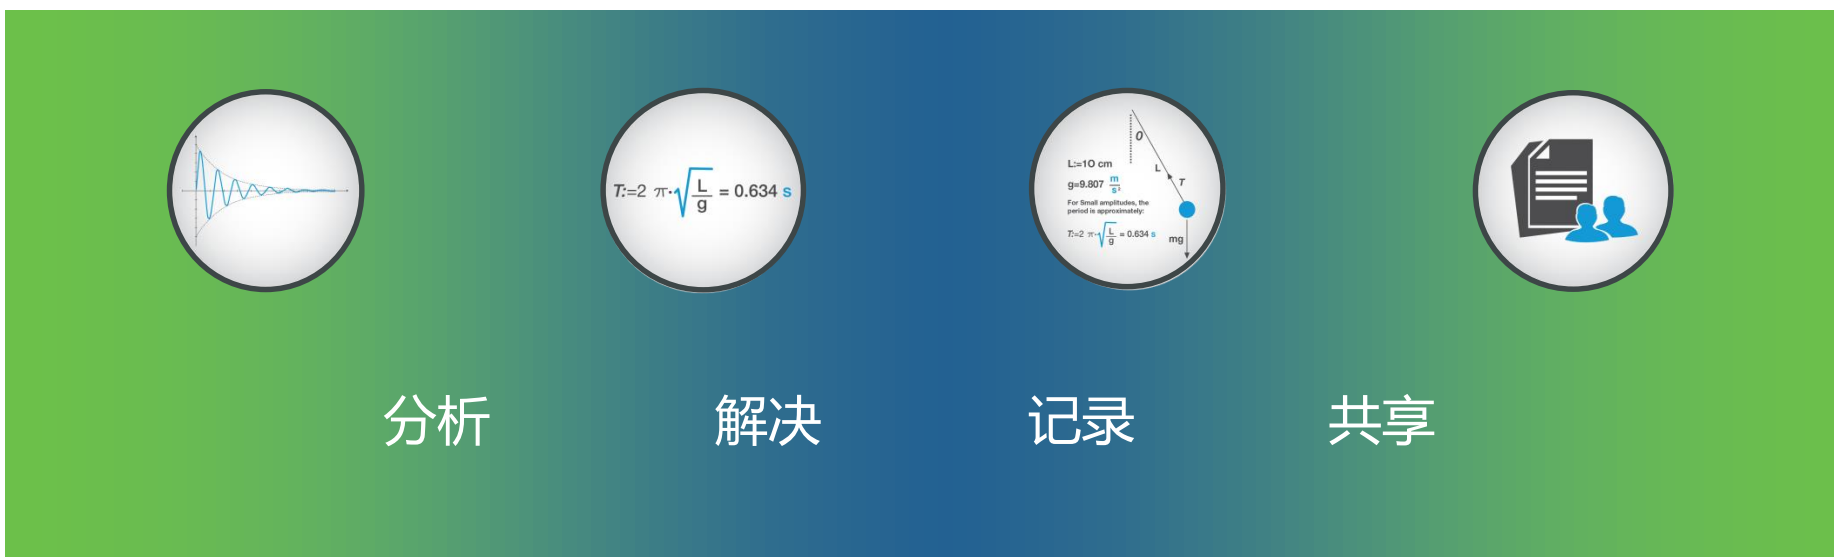 T:=2 π·√(L/g) = 0.634 s
θ
L:=10 cm
L
T
g=9.807 m/s²
For Small amplitudes, the
period is approximately:
T:=2 π·√(L/g) = 0.634 s
mg
分析
解决
记录
共享